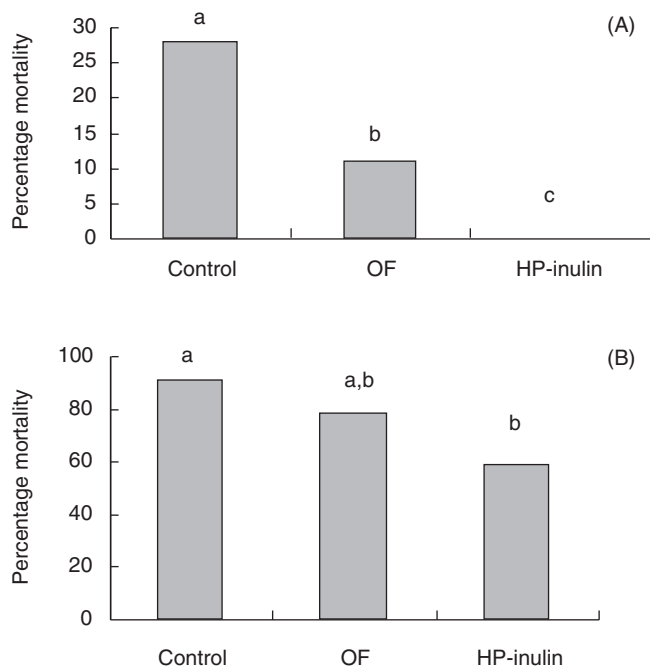 (A)
Percentage mortality
30
25
20
15
10
5
0
a
b
c
Control OF HP-inulin
(B)
Percentage mortality
100
80
60
40
20
0
a
a,b
b
Control OF HP-inulin